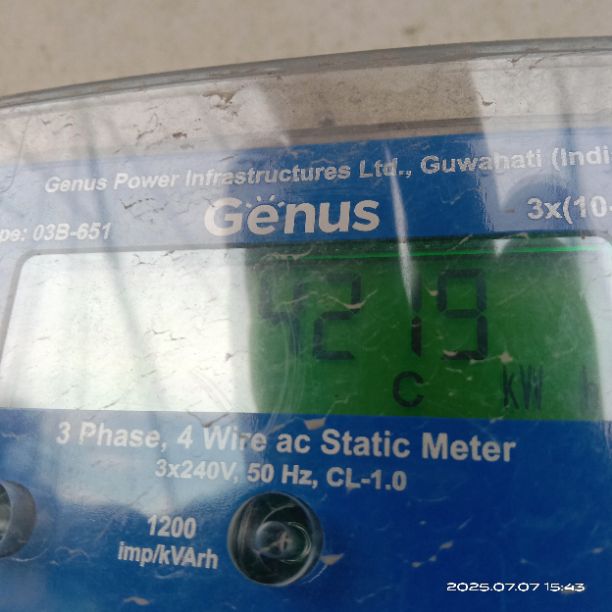 Genus Power Infrastructures Ltd., Guwahati (Indi
Genus
3x(10-
pe: 03B-651
4219
C
kW h
3 Phase, 4 Wire ac Static Meter
3x240V, 50 Hz, CL-1.0
1200
imp/kVArh
2025.07.07 15:43